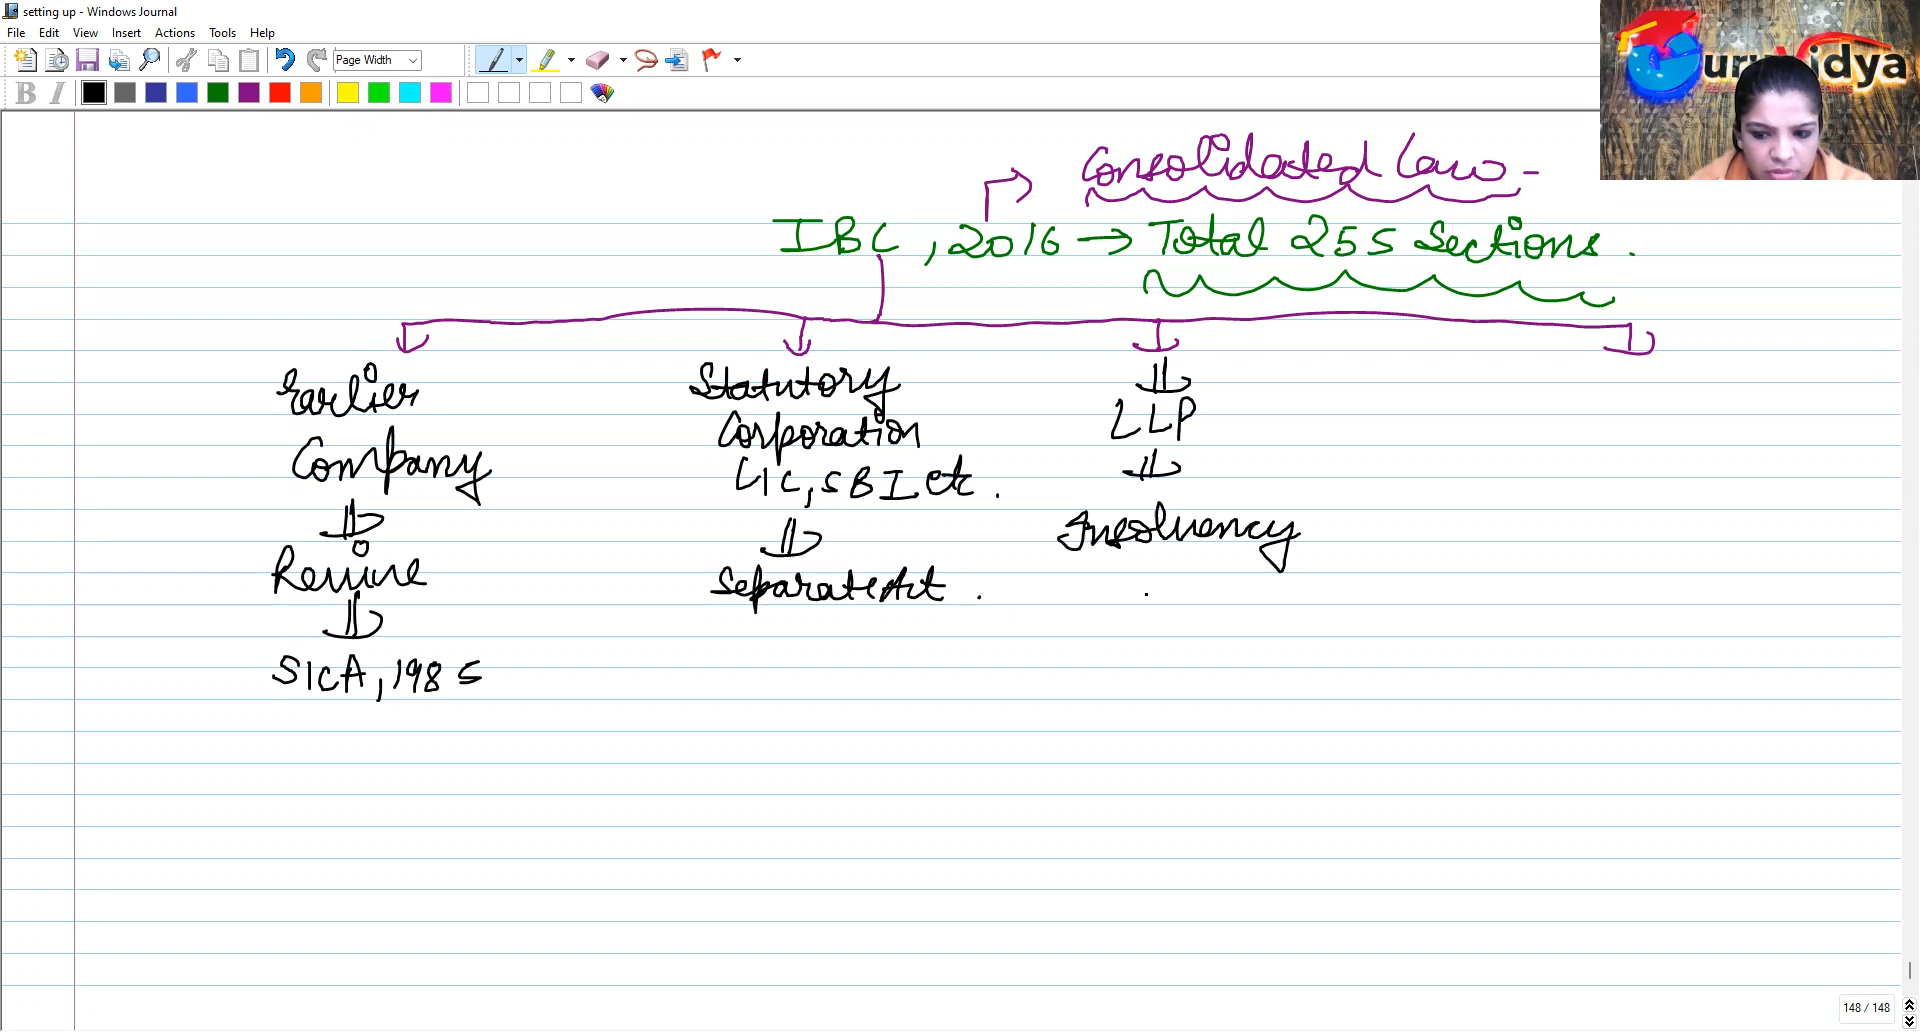 setting up - Windows Journal
File Edit View Insert Actions Tools Help
Page Width
B I
Consolidated Law -
IBC, 2016 → Total 255 Sections.
Earlier
Company
Revive
SICA, 1985
Statutory
Corporation
LIC, SBI etc.
Separate Act.
LLP
Insolvency
148 / 148